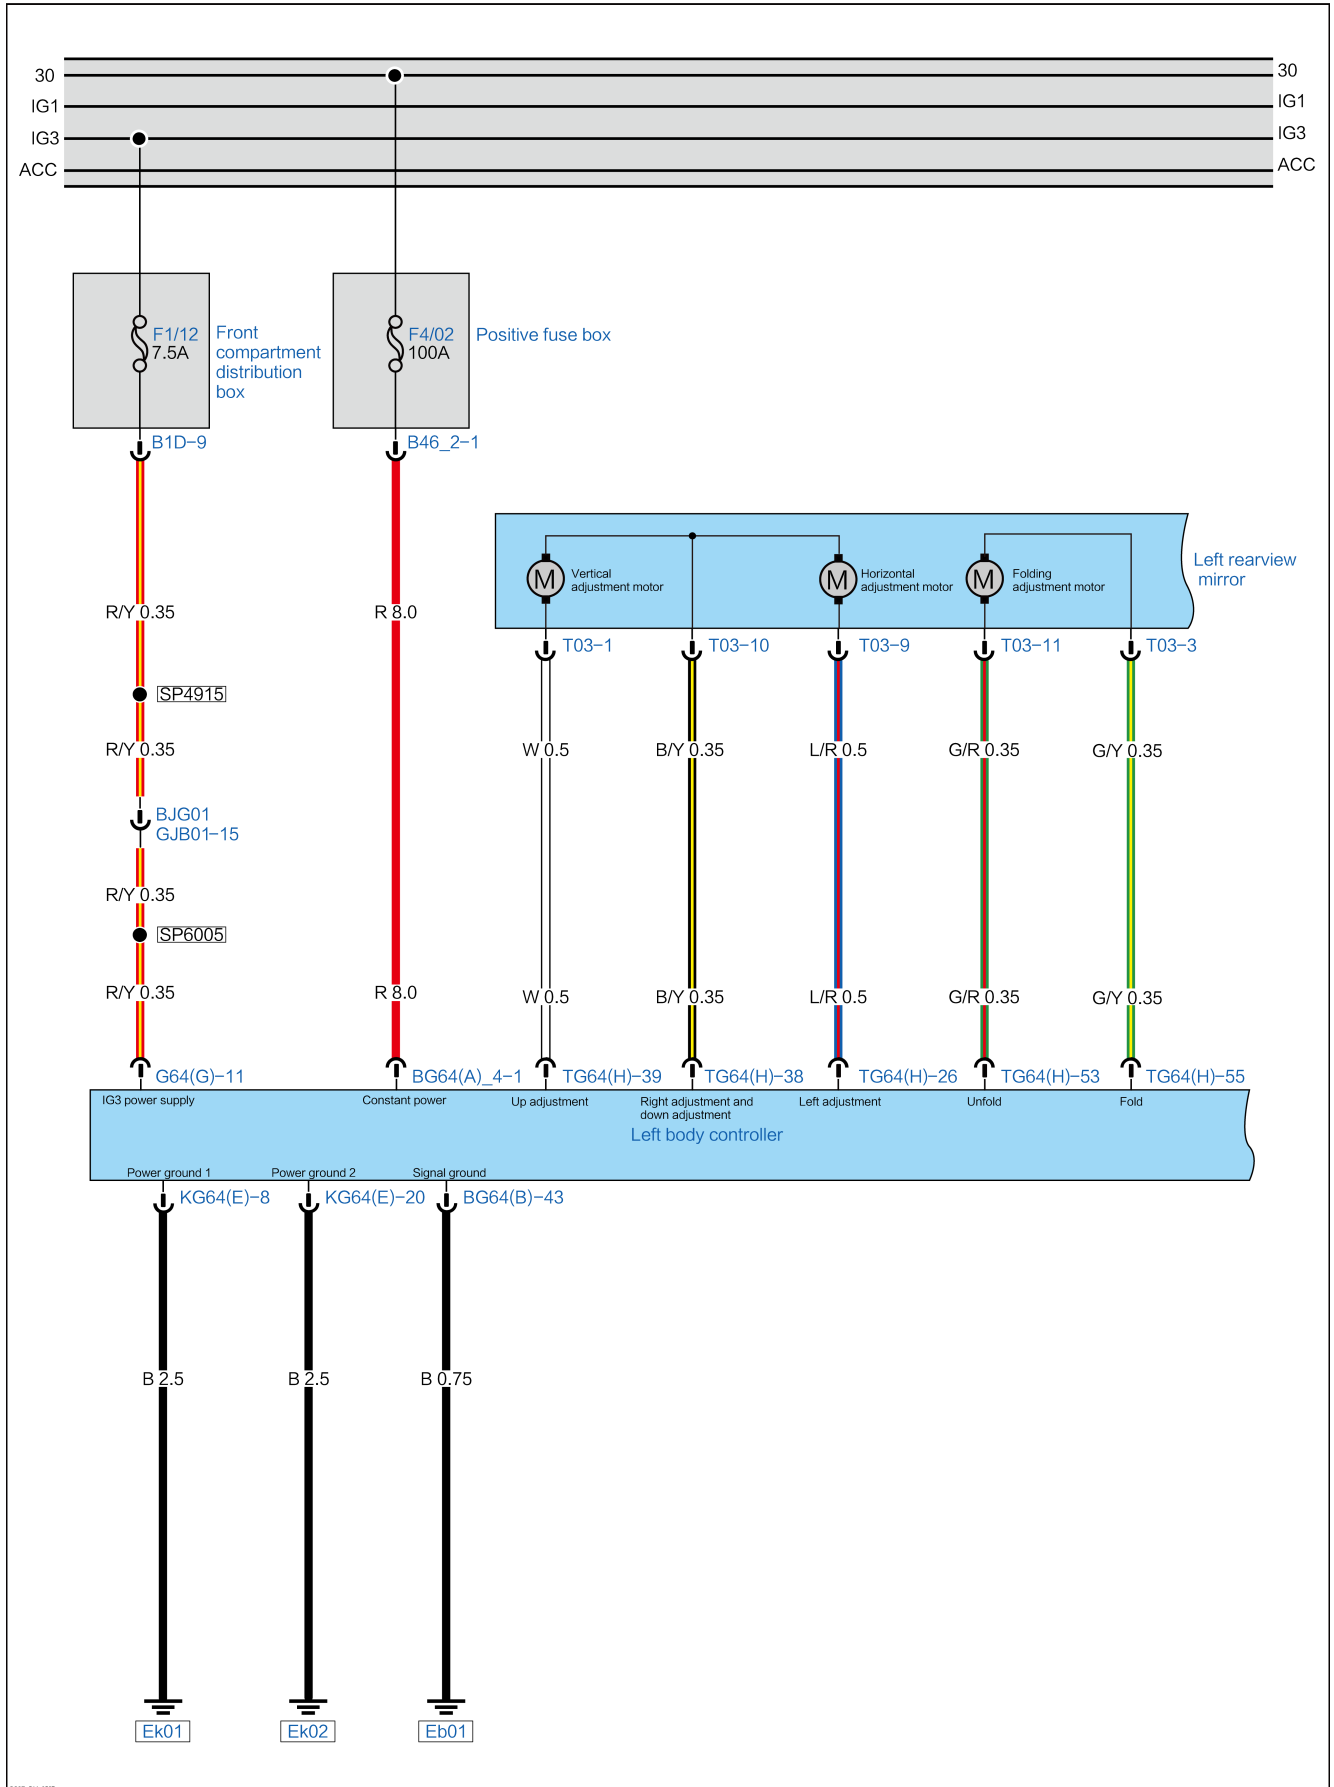 30
30
IG1
IG1
IG3
IG3
ACC
ACC
F1/12
7.5A
Front
compartment
distribution
box
F4/02
100A
Positive fuse box
B1D-9
B46_2-1
Vertical
adjustment motor
Horizontal
adjustment motor
Folding
adjustment motor
Left rearview
mirror
M
M
M
R/Y 0.35
R 8.0
T03-1
T03-10
T03-9
T03-11
T03-3
SP4915
R/Y 0.35
W 0.5
B/Y 0.35
L/R 0.5
G/R 0.35
G/Y 0.35
BJG01
GJB01-15
R/Y 0.35
SP6005
R/Y 0.35
R 8.0
W 0.5
B/Y 0.35
L/R 0.5
G/R 0.35
G/Y 0.35
G64(G)-11
BG64(A)_4-1
TG64(H)-39
TG64(H)-38
TG64(H)-26
TG64(H)-53
TG64(H)-55
IG3 power supply
Constant power
Up adjustment
Right adjustment and
down adjustment
Left adjustment
Unfold
Fold
Left body controller
Power ground 1
Power ground 2
Signal ground
KG64(E)-8
KG64(E)-20
BG64(B)-43
B 2.5
B 2.5
B 0.75
Ek01
Ek02
Eb01